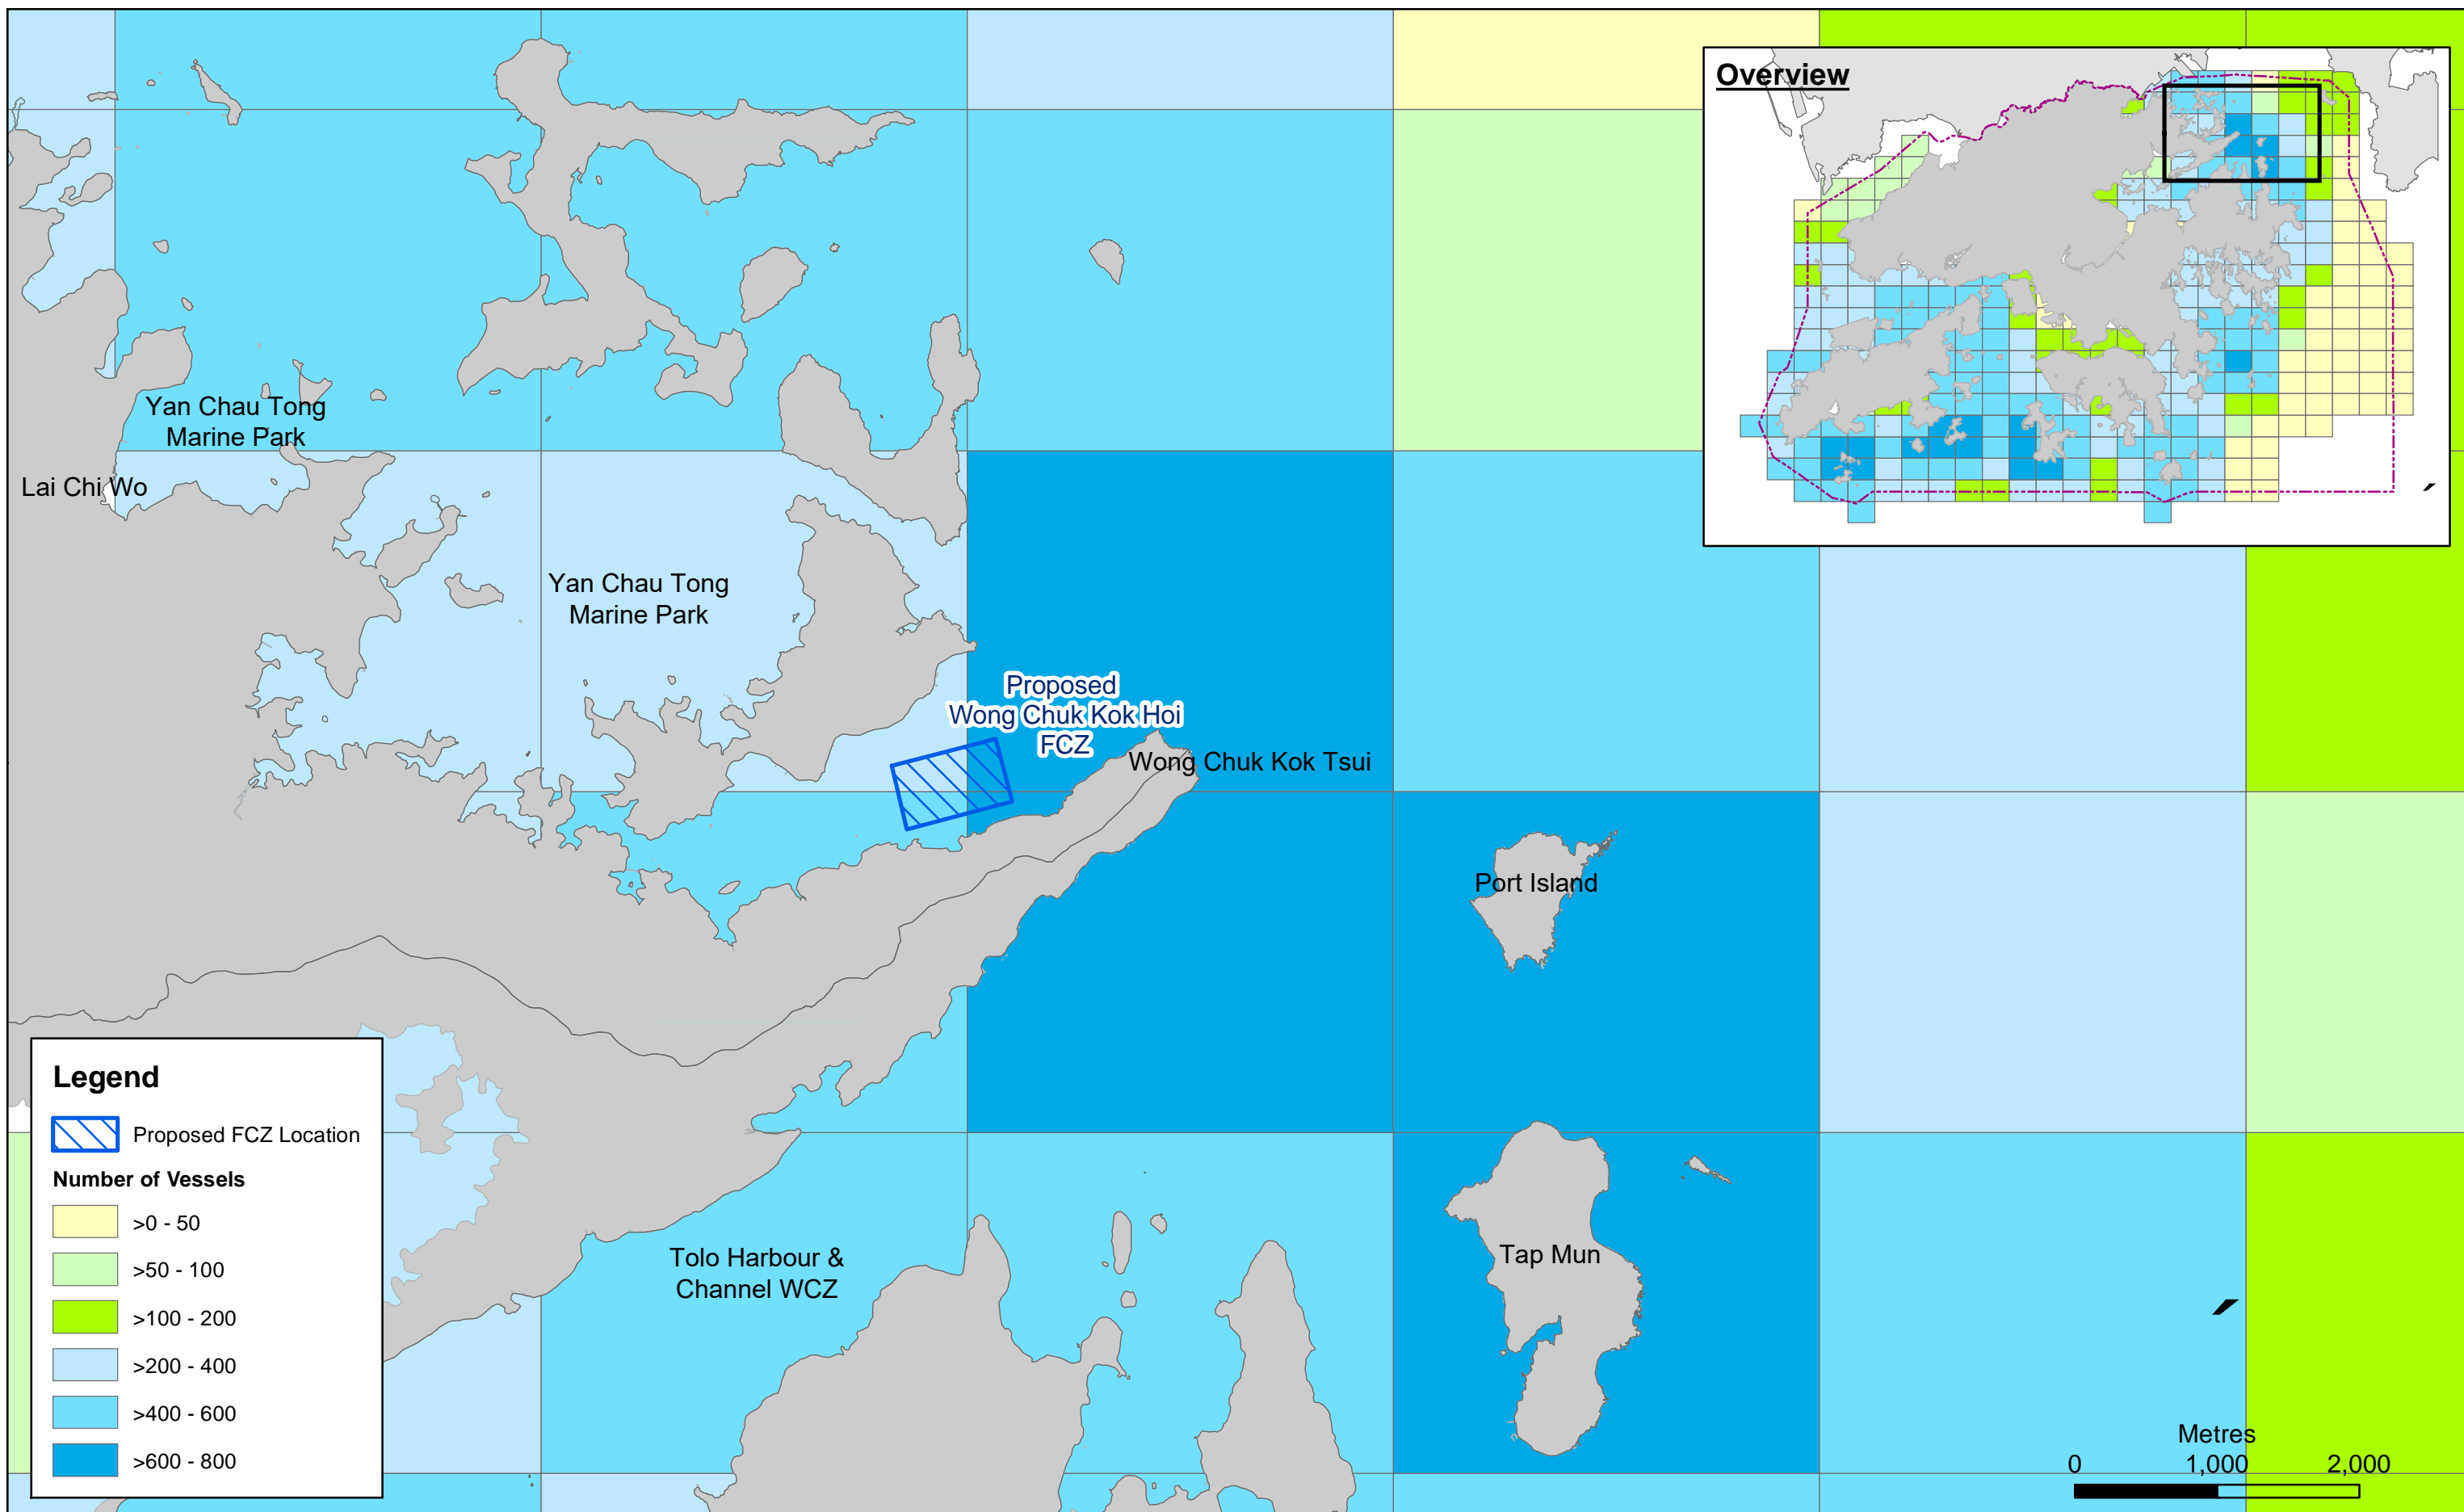 Overview
Yan Chau Tong
Marine Park
Lai Chi Wo
Yan Chau Tong
Marine Park
Proposed
Wong Chuk Kok Hoi
FCZ
Wong Chuk Kok Tsui
Port Island
Tap Mun
Tolo Harbour &
Channel WCZ
Legend
Proposed FCZ Location
Number of Vessels
>0 - 50
>50 - 100
>100 - 200
>200 - 400
>400 - 600
>600 - 800
Metres
0 1,000 2,000